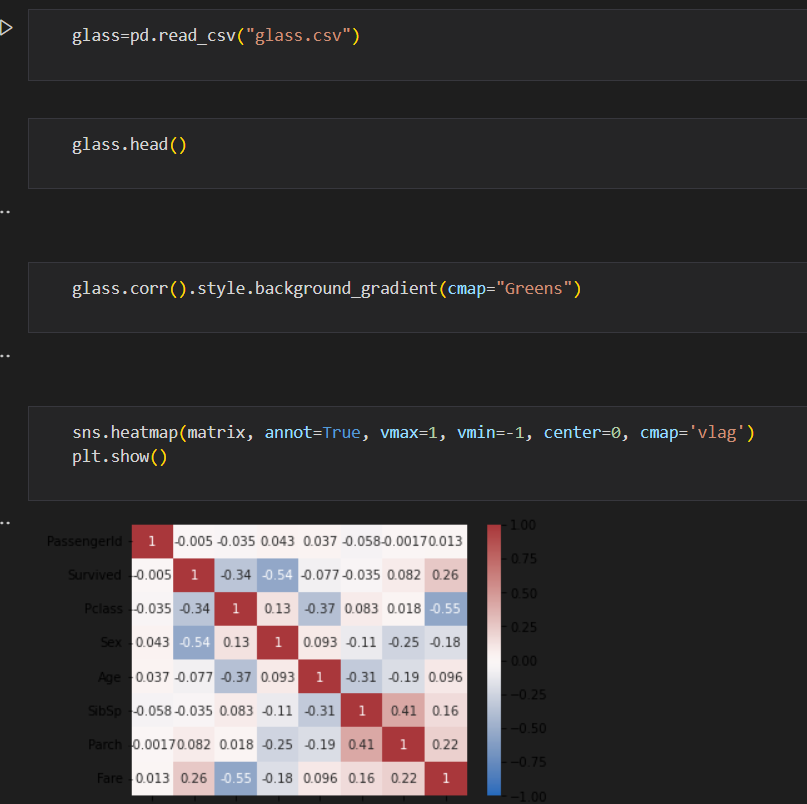 glass=pd.read_csv("glass.csv")
glass.head()
..
glass.corr().style.background_gradient(cmap="Greens")
..
sns.heatmap(matrix, annot=True, vmax=1, vmin=-1, center=0, cmap='vlag')
plt.show()
..
PassengerId 1 -0.005 -0.035 0.043 0.037 -0.058 -0.0017 0.013
Survived -0.005 1 -0.34 -0.54 -0.077 -0.035 0.082 0.26
Pclass -0.035 -0.34 1 0.13 -0.37 0.083 0.018 -0.55
Sex 0.043 -0.54 0.13 1 0.093 -0.11 -0.25 -0.18
Age 0.037 -0.077 -0.37 0.093 1 -0.31 -0.19 0.096
SibSp -0.058 -0.035 0.083 -0.11 -0.31 1 0.41 0.16
Parch -0.0017 0.082 0.018 -0.25 -0.19 0.41 1 0.22
Fare 0.013 0.26 -0.55 -0.18 0.096 0.16 0.22 1
1.00
0.75
0.50
0.25
0.00
-0.25
-0.50
-0.75
-1.00